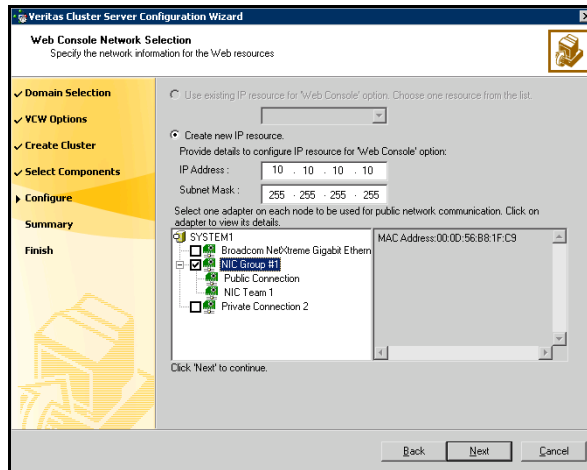 Veritas Cluster Server Configuration Wizard
Web Console Network Selection
Specify the network information for the Web resources
Domain Selection
VCW Options
Create Cluster
Select Components
Configure
Summary
Finish
Use existing IP resource for 'Web Console' option. Choose one resource from the list.
Create new IP resource.
Provide details to configure IP resource for 'Web Console' option:
IP Address : 10 . 10 . 10 . 10
Subnet Mask : 255 . 255 . 255 . 255
Select one adapter on each node to be used for public network communication. Click on
adapter to view its details.
SYSTEM1
Broadcom NetXtreme Gigabit Ethern
NIC Group #1
Public Connection
NIC Team 1
Private Connection 2
MAC Address:00:0D:56:B8:1F:C9
Click 'Next' to continue.
Back Next Cancel